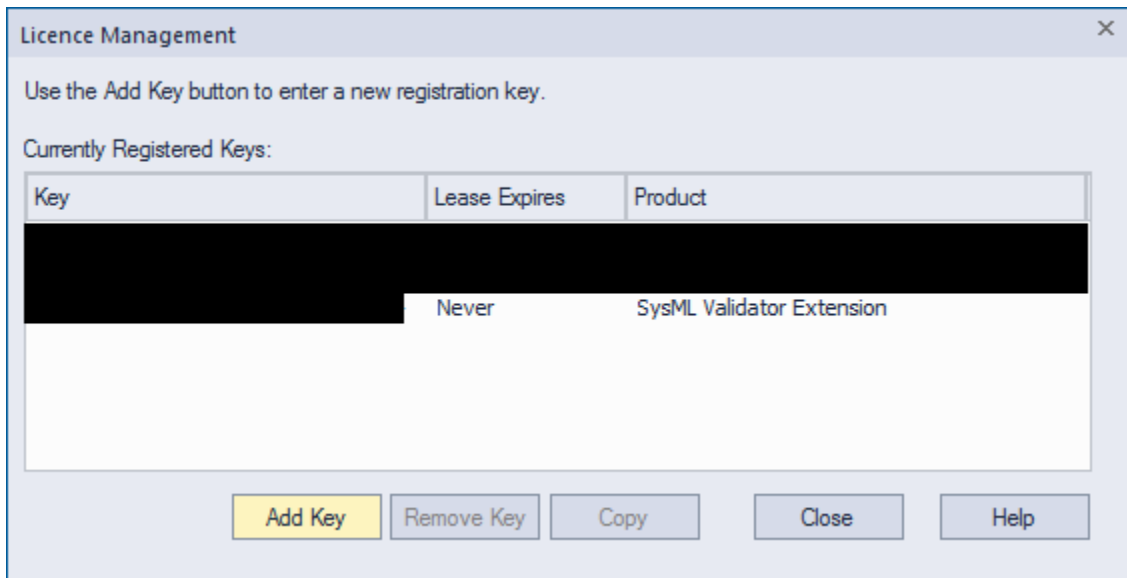 Licence Management
Use the Add Key button to enter a new registration key.
Currently Registered Keys:
Key Lease Expires Product
Never SysML Validator Extension
Add Key Remove Key Copy Close Help